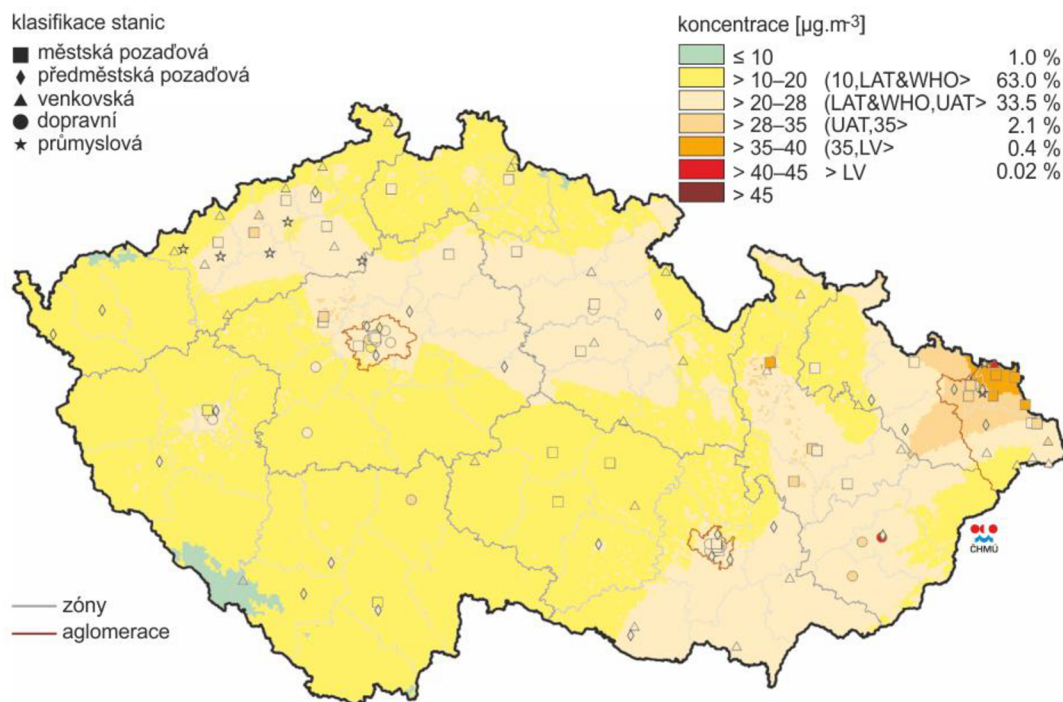 klasifikace stanic
městská pozaďová
předměstská pozaďová
venkovská
dopravní
průmyslová
koncentrace [µg.m-3]
≤ 10 1.0 %
> 10–20 (10,LAT&WHO> 63.0 %
> 20–28 (LAT&WHO,UAT> 33.5 %
> 28–35 (UAT,35> 2.1 %
> 35–40 (35,LV> 0.4 %
> 40–45 > LV 0.02 %
> 45
ČHMÚ
zóny
aglomerace